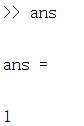 >> ans
ans =
1